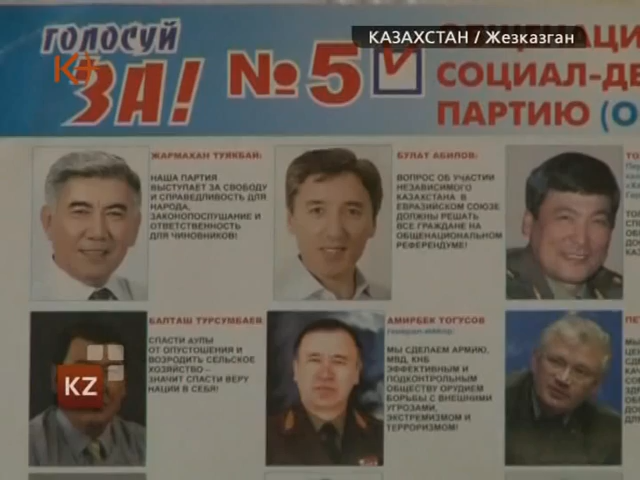 КАЗАХСТАН / Жезказган
ГОЛОСУЙ
ЗА!
№5
СОЦИАЛ-ДЕ
ПАРТИЮ (О
K+
ЖАРМАХАН ТУЯКБАЙ:
НАША ПАРТИЯ
ВЫСТУПАЕТ ЗА СВОБОДУ
И СПРАВЕДЛИВОСТЬ ДЛЯ
НАРОДА,
ЗАКОНОПОСЛУШАНИЕ И
ОТВЕТСТВЕННОСТЬ
ДЛЯ ЧИНОВНИКОВ!
БУЛАТ АБИЛОВ:
ВОПРОС ОБ УЧАСТИИ
НЕЗАВИСИМОГО
КАЗАХСТАНА В
ЕВРАЗИЙСКОМ СОЮЗЕ
ДОЛЖНЫ РЕШАТЬ
ВСЕ ГРАЖДАНЕ НА
ОБЩЕНАЦИОНАЛЬНОМ
РЕФЕРЕНДУМЕ!
БАЛТАШ ТУРСУМБАЕВ:
СПАСТИ АУЛЫ
ОТ ОПУСТОШЕНИЯ И
ВОЗРОДИТЬ СЕЛЬСКОЕ
ХОЗЯЙСТВО –
ЗНАЧИТ СПАСТИ ВЕРУ
НАЦИИ В СЕБЯ!
АМИРБЕК ТОГУСОВ
генерал-майор:
МЫ СДЕЛАЕМ АРМИЮ,
МВД, КНБ
ЭФФЕКТИВНЫМ И
ПОДКОНТРОЛЬНЫМ
ОБЩЕСТВУ ОРУДИЕМ
БОРЬБЫ С ВНЕШНИМИ
УГРОЗАМИ,
ЭКСТРЕМИЗМОМ И
ТЕРРОРИЗМОМ!
KZ